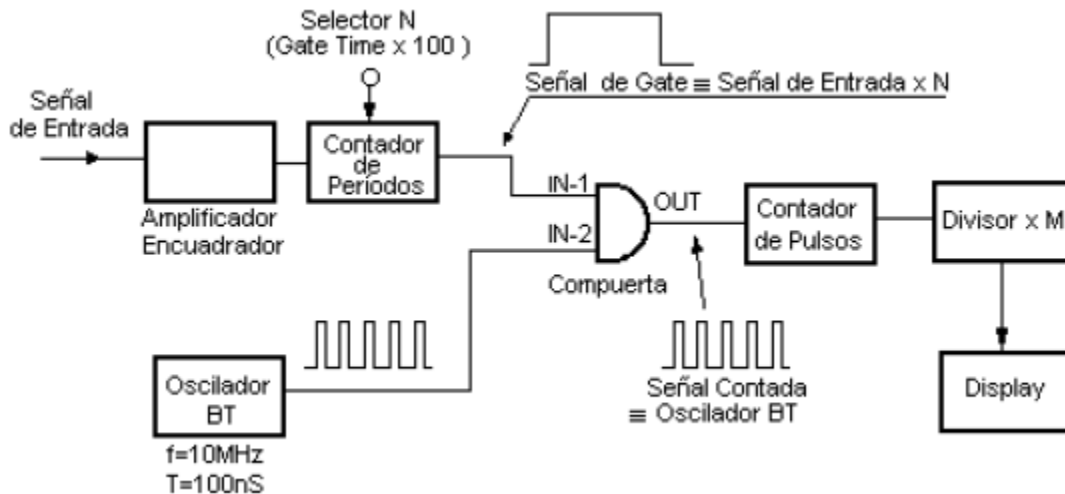 Selector N
(Gate Time x 100 )
Señal de Gate ≡ Señal de Entrada x N
Señal
de Entrada
Contador
de
Períodos
Amplificador
Encuadrador
IN-1
IN-2
OUT
Compuerta
Contador
de Pulsos
Divisor x M
Oscilador
BT
f=10MHz
T=100nS
Señal Contada
≡ Oscilador BT
Display